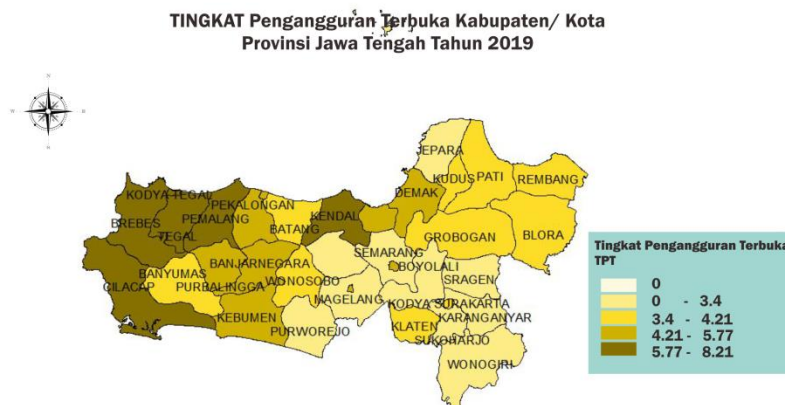 TINGKAT Pengangguran Terbuka Kabupaten/ Kota
Provinsi Jawa Tengah Tahun 2019
N
W
E
S
JEPARA
KUDUS
PATI
REMBANG
DEMAK
KODYA TEGAL
PEKALONGAN
KENDAL
PEMALANG
BREBES
BATANG
TEGAL
GROBOGAN
BLORA
SEMARANG
BANJARNEGARA
BOYOLALI
BANYUMAS
WONOSOBO
SRAGEN
CILACAP
PURBALINGGA
MAGELANG
KODYA SURAKARTA
KEBUMEN
KARANGANYAR
PURWOREJO
KLATEN
SUKOHARJO
WONOGIRI
Tingkat Pengangguran Terbuka
TPT
0
0 - 3.4
3.4 - 4.21
4.21 - 5.77
5.77 - 8.21